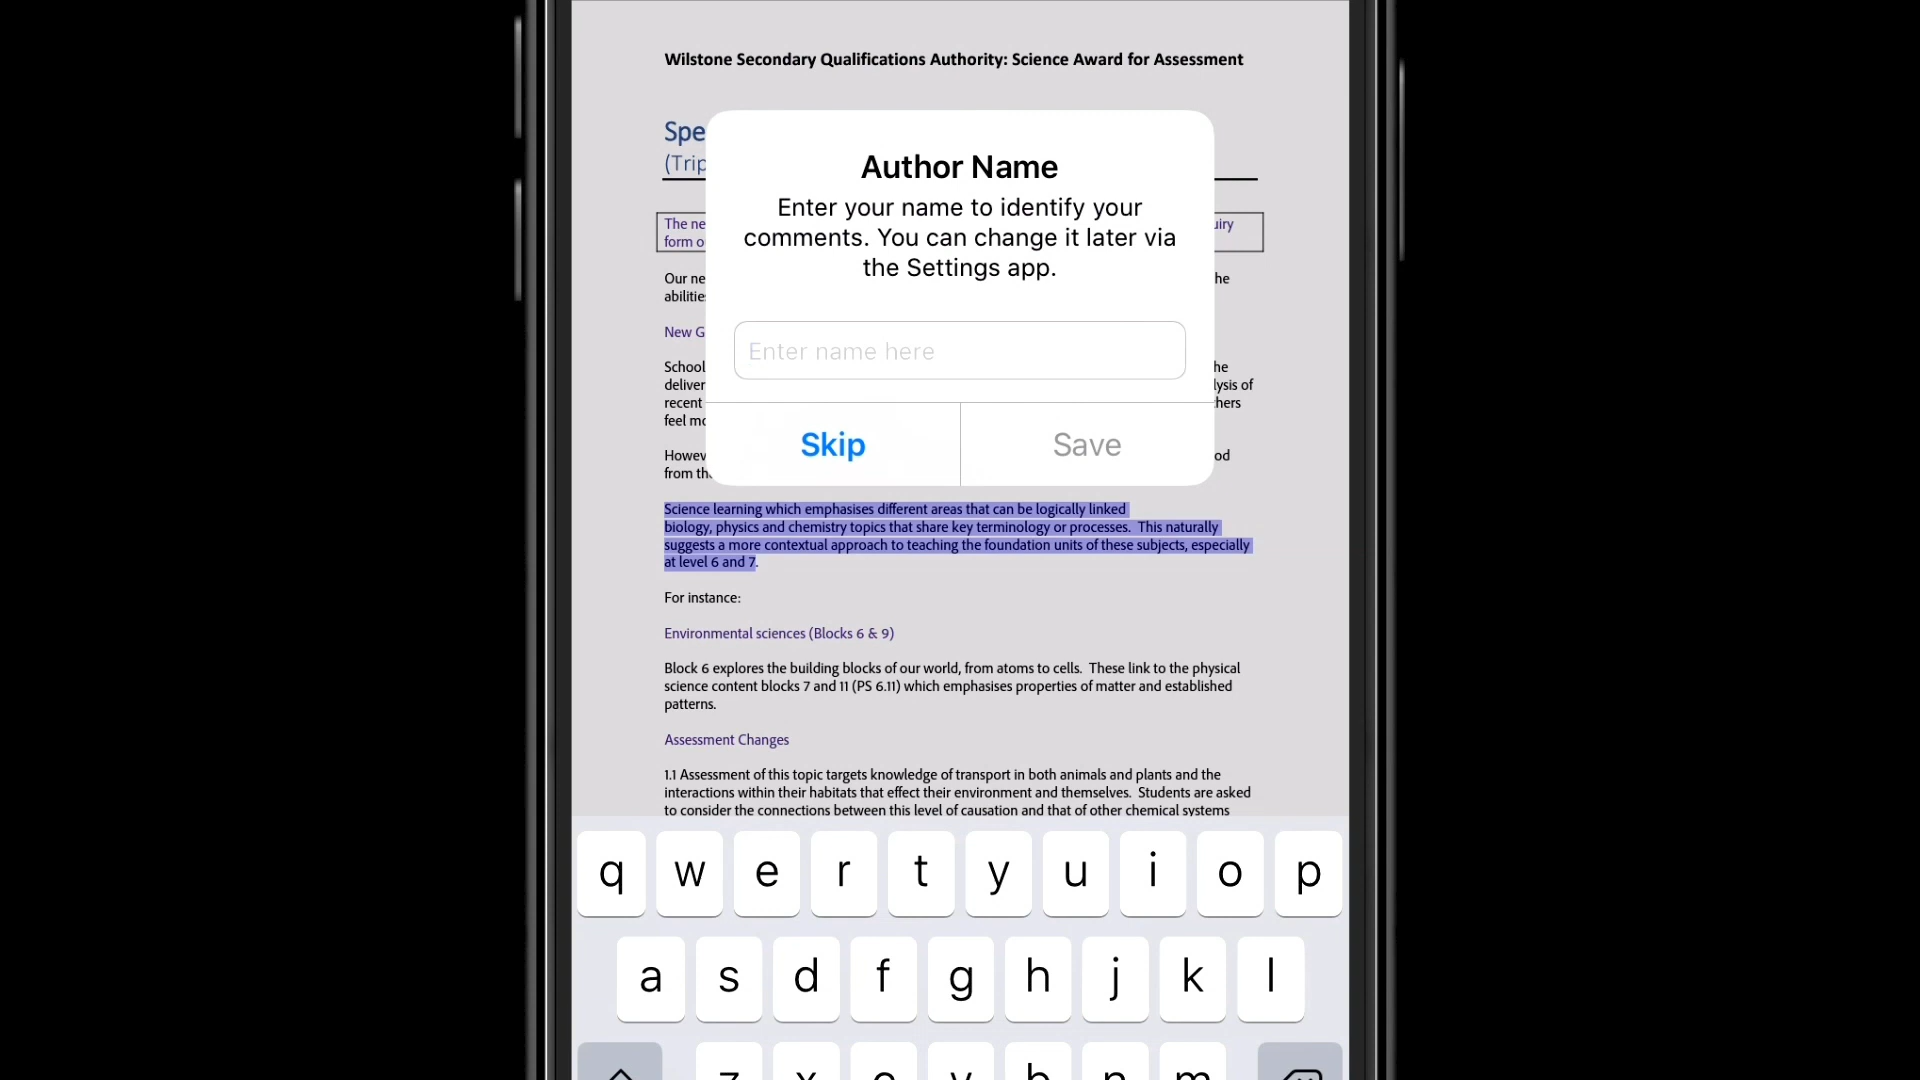 Wilstone Secondary Qualifications Authority: Science Award for Assessment
Spe
(Trip
Author Name
Enter your name to identify your
comments. You can change it later via
the Settings app.
Enter name here
Skip
Save
The ne
form o
Our ne he
abilitie
New G
School he
deliver lysis of
recent hers
feel mo
Howev od
from th
Science learning which emphasises different areas that can be logically linked
biology, physics and chemistry topics that share key terminology or processes. This naturally
suggests a more contextual approach to teaching the foundation units of these subjects, especially
at level 6 and 7.
For instance:
Environmental sciences (Blocks 6 & 9)
Block 6 explores the building blocks of our world, from atoms to cells. These link to the physical
science content blocks 7 and 11 (PS 6.11) which emphasises properties of matter and established
patterns.
Assessment Changes
1.1 Assessment of this topic targets knowledge of transport in both animals and plants and the
interactions within their habitats that effect their environment and themselves. Students are asked
to consider the connections between this level of causation and that of other chemical systems
q w e r t y u i o p
a s d f g h j k l
z x c v b n m